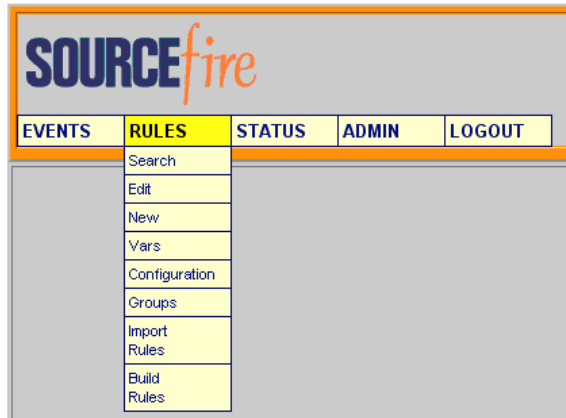 SOURCEfire
EVENTS RULES STATUS ADMIN LOGOUT
Search
Edit
New
Vars
Configuration
Groups
Import
Rules
Build
Rules